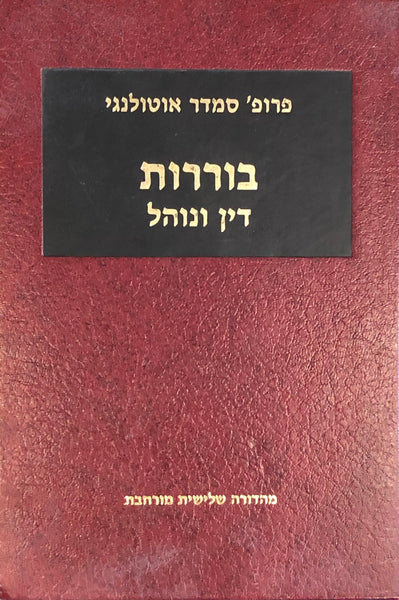 פרופ' סמדר אוטולנגי
בוררות
דין ונוהל
מהדורה שלישית מורחבת